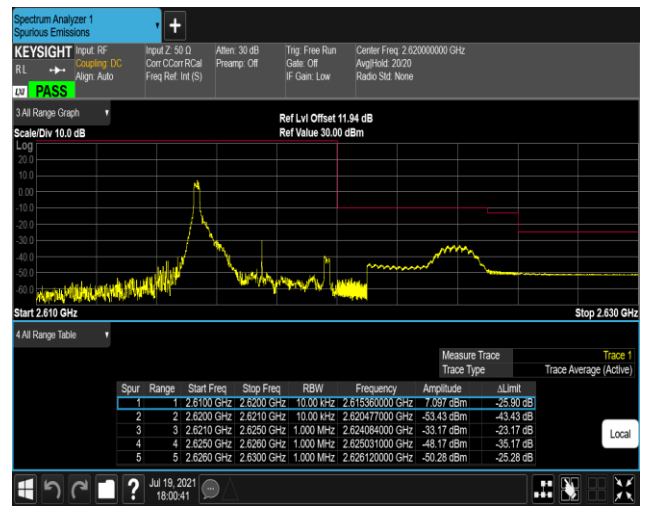 Spectrum Analyzer 1
Spurious Emissions
+
KEYSIGHT Input: RF Input Z: 50 Ω Atten: 30 dB Trig: Free Run Center Freq: 2.620000000 GHz
RL Coupling: DC Corr CCorr RCal Preamp: Off Gate: Off Avg|Hold: 20/20
Align: Auto Freq Ref: Int (S) IF Gain: Low Radio Std: None
LXI PASS
3 All Range Graph Ref Lvl Offset 11.94 dB
Scale/Div 10.0 dB Ref Value 30.00 dBm
Log
20.0
10.0
0.00
-10.0
-20.0
-30.0
-40.0
-50.0
-60.0
Start 2.610 GHz Stop 2.630 GHz
4 All Range Table
Measure Trace Trace 1
Trace Type Trace Average (Active)
Spur Range Start Freq Stop Freq RBW Frequency Amplitude ΔLimit
1 1 2.6100 GHz 2.6200 GHz 10.00 kHz 2.615360000 GHz 7.097 dBm -25.90 dB
2 2 2.6200 GHz 2.6210 GHz 10.00 kHz 2.620477000 GHz -53.43 dBm -43.43 dB
3 3 2.6210 GHz 2.6250 GHz 1.000 MHz 2.624084000 GHz -33.17 dBm -23.17 dB
4 4 2.6250 GHz 2.6260 GHz 1.000 MHz 2.625031000 GHz -48.17 dBm -35.17 dB
5 5 2.6260 GHz 2.6300 GHz 1.000 MHz 2.626120000 GHz -50.28 dBm -25.28 dB
Local
? Jul 19, 2021
18:00:41